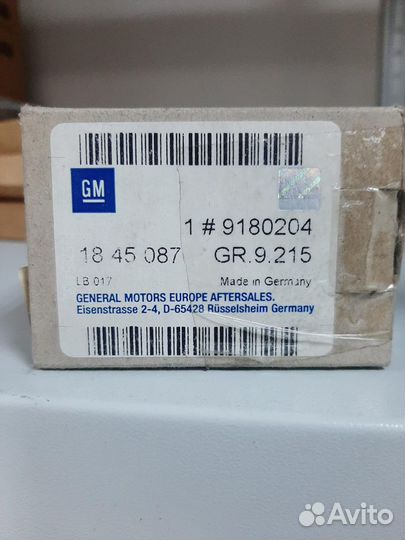 GM
1 # 9180204
18 45 087 GR.9.215
LB 017 Made in Germany
GENERAL MOTORS EUROPE AFTERSALES.
Eisenstrasse 2-4, D-65428 Rüsselsheim Germany
Avito